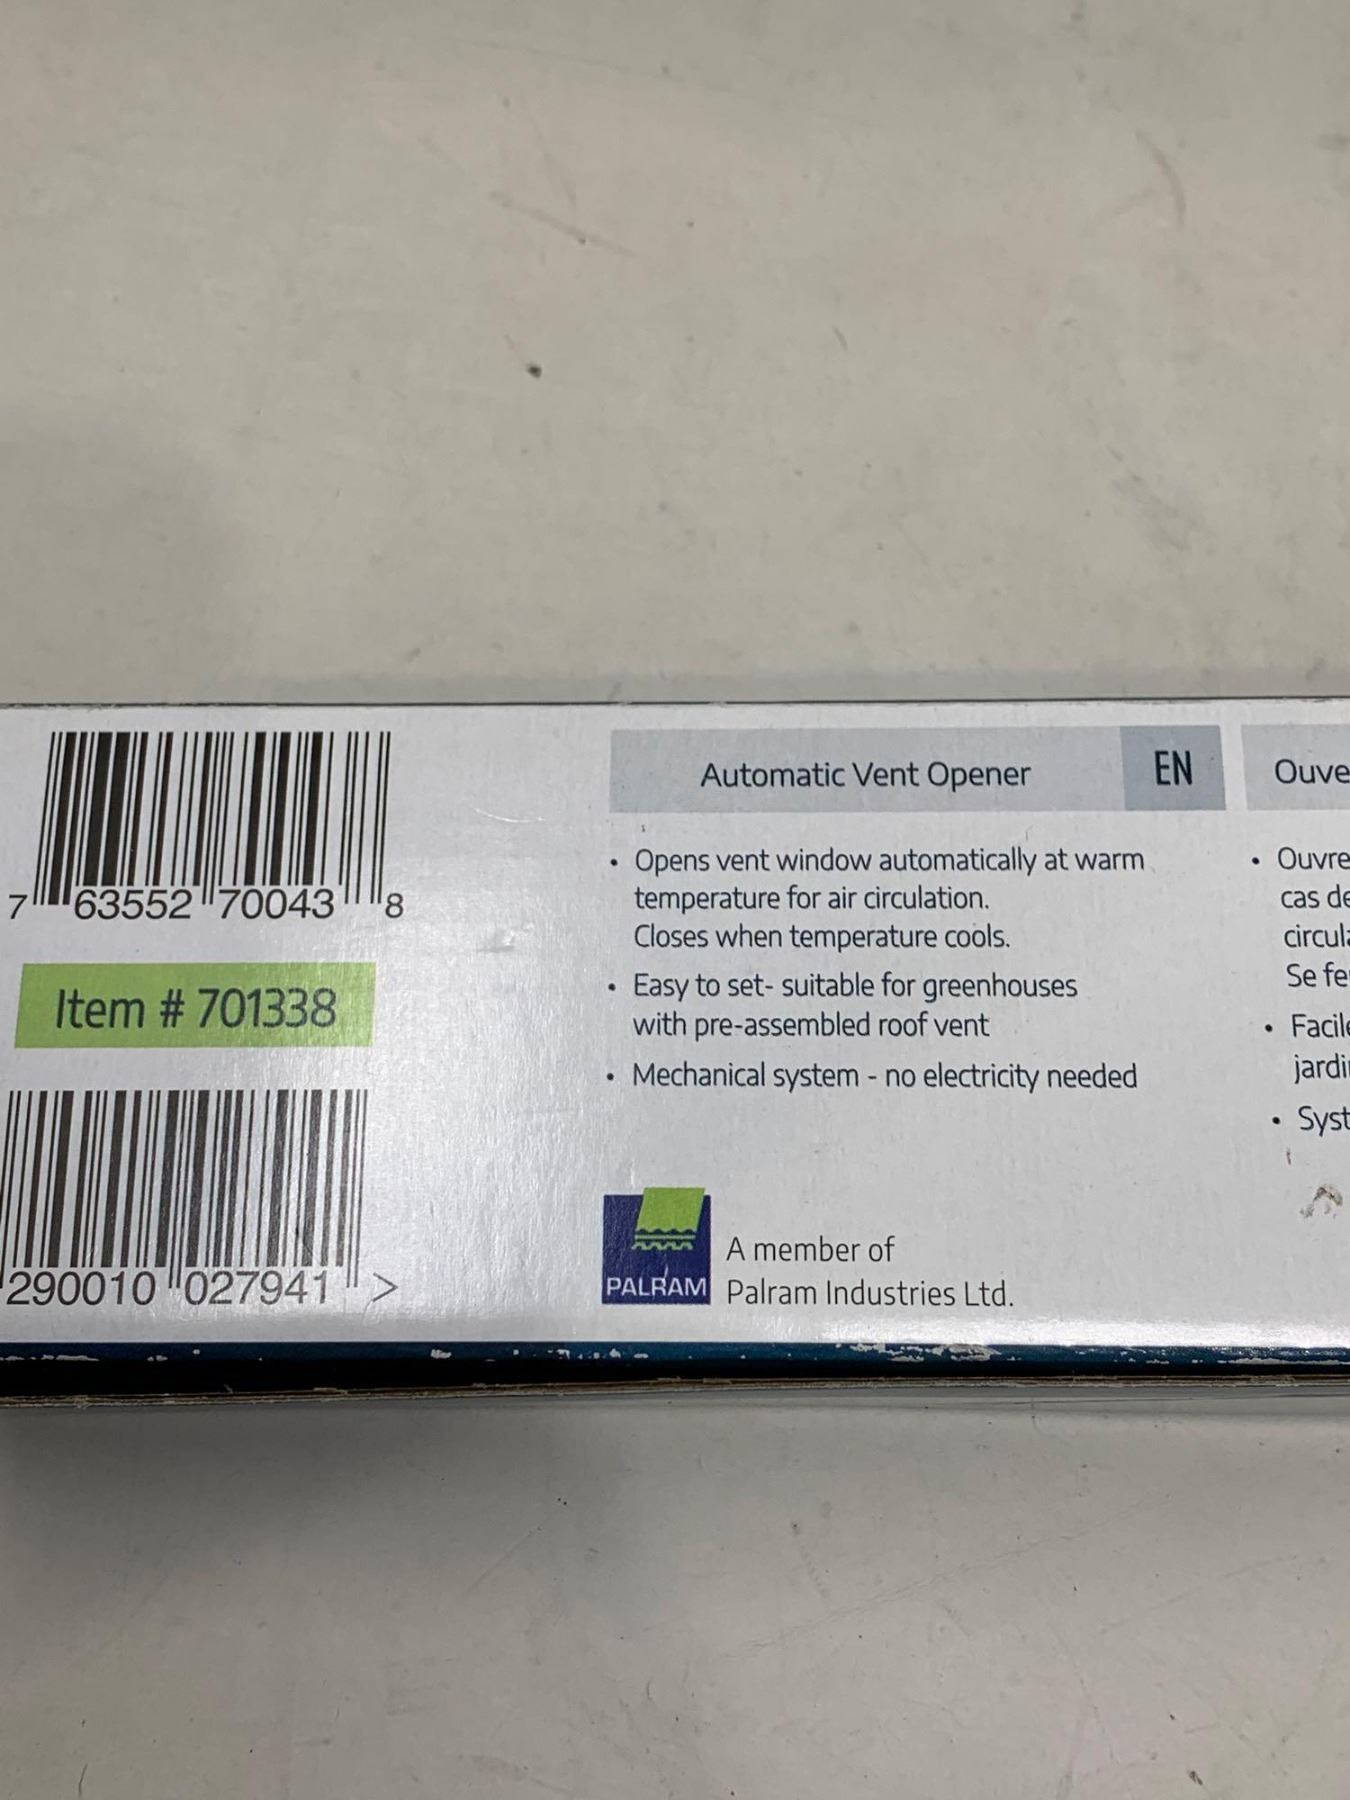 7 63552 70043 8
Item # 701338
290010 027941 >
Automatic Vent Opener EN
• Opens vent window automatically at warm
temperature for air circulation.
Closes when temperature cools.
• Easy to set- suitable for greenhouses
with pre-assembled roof vent
• Mechanical system - no electricity needed
PALRAM
A member of
Palram Industries Ltd.
Ouve
• Ouvre
cas de
circula
Se fe
• Facile
jardi
• Syst